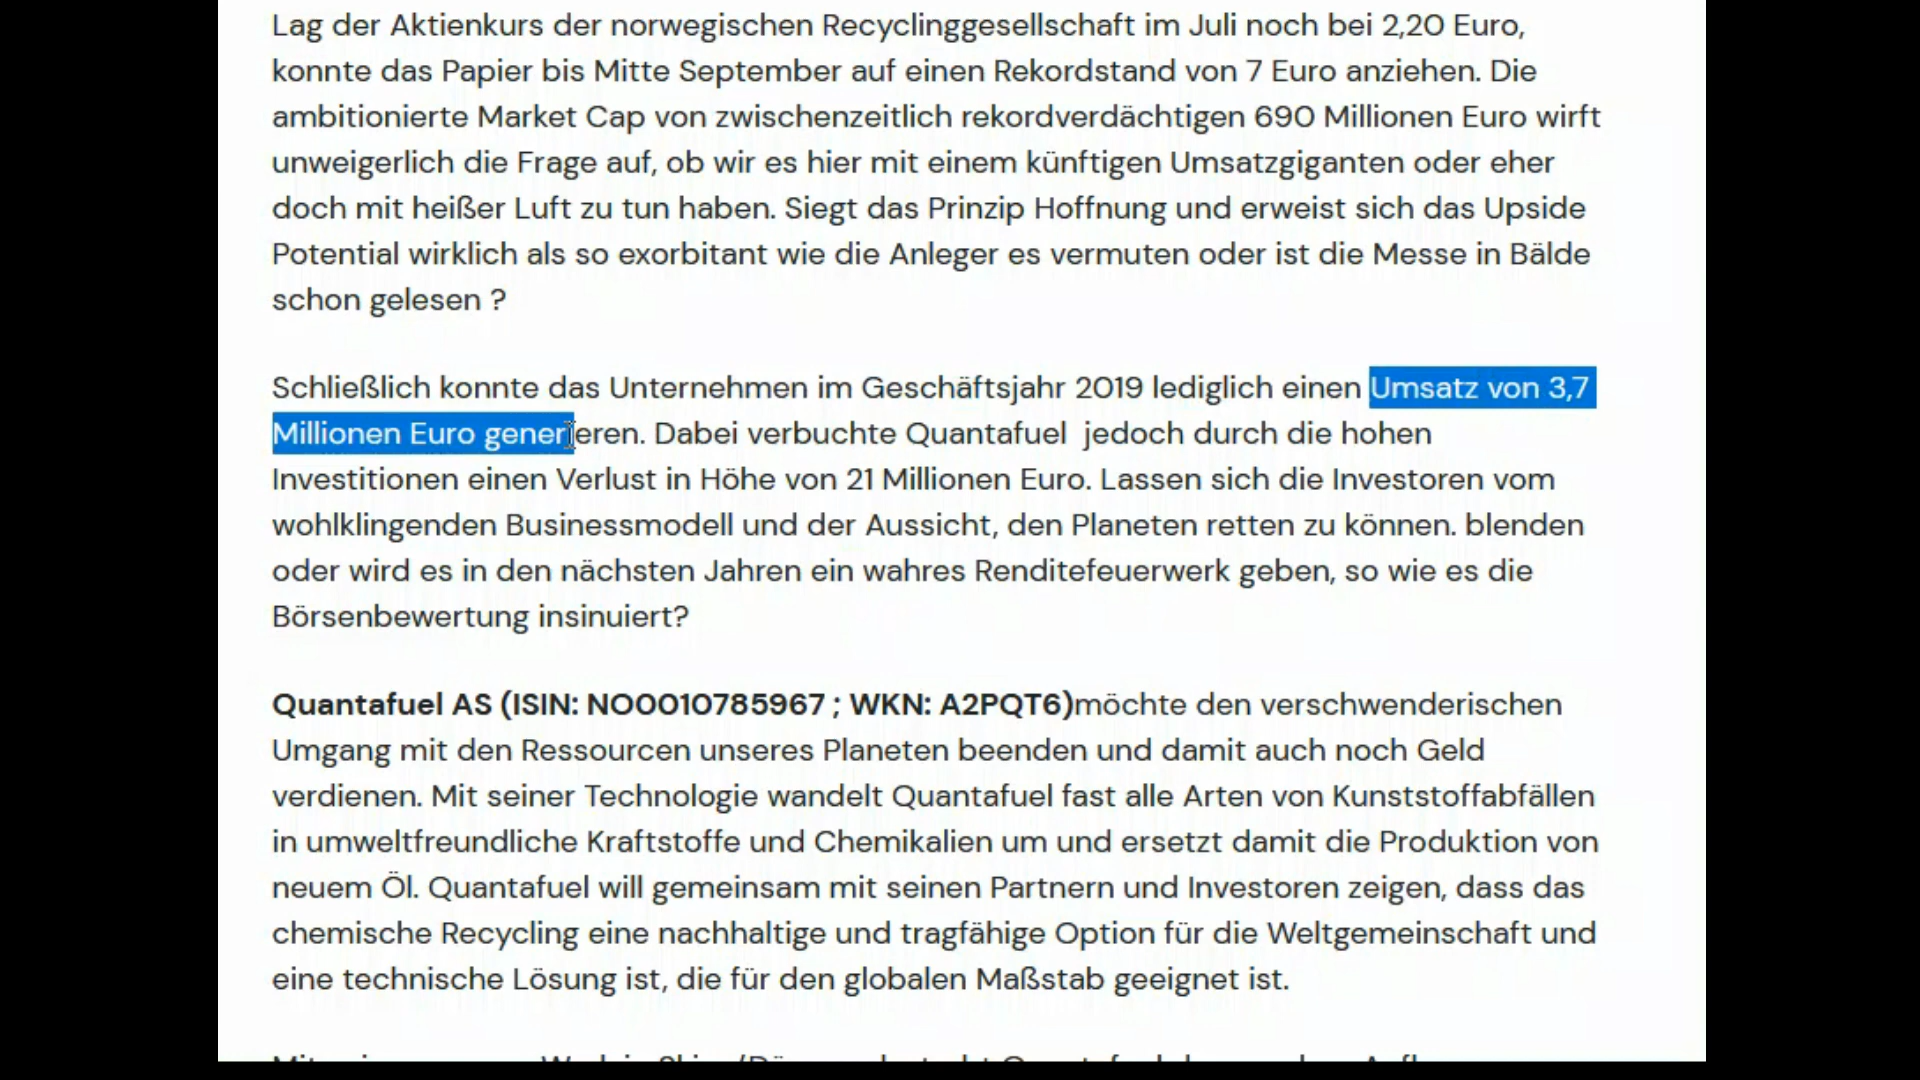 Lag der Aktienkurs der norwegischen Recyclinggesellschaft im Juli noch bei 2,20 Euro,
konnte das Papier bis Mitte September auf einen Rekordstand von 7 Euro anziehen. Die
ambitionierte Market Cap von zwischenzeitlich rekordverdächtigen 690 Millionen Euro wirft
unweigerlich die Frage auf, ob wir es hier mit einem künftigen Umsatzgiganten oder eher
doch mit heißer Luft zu tun haben. Siegt das Prinzip Hoffnung und erweist sich das Upside
Potential wirklich als so exorbitant wie die Anleger es vermuten oder ist die Messe in Bälde
schon gelesen ?
Schließlich konnte das Unternehmen im Geschäftsjahr 2019 lediglich einen Umsatz von 3,7
Millionen Euro generieren. Dabei verbuchte Quantafuel jedoch durch die hohen
Investitionen einen Verlust in Höhe von 21 Millionen Euro. Lassen sich die Investoren vom
wohlklingenden Businessmodell und der Aussicht, den Planeten retten zu können. blenden
oder wird es in den nächsten Jahren ein wahres Renditefeuerwerk geben, so wie es die
Börsenbewertung insinuiert?
Quantafuel AS (ISIN: NO0010785967 ; WKN: A2PQT6)möchte den verschwenderischen
Umgang mit den Ressourcen unseres Planeten beenden und damit auch noch Geld
verdienen. Mit seiner Technologie wandelt Quantafuel fast alle Arten von Kunststoffabfällen
in umweltfreundliche Kraftstoffe und Chemikalien um und ersetzt damit die Produktion von
neuem Öl. Quantafuel will gemeinsam mit seinen Partnern und Investoren zeigen, dass das
chemische Recycling eine nachhaltige und tragfähige Option für die Weltgemeinschaft und
eine technische Lösung ist, die für den globalen Maßstab geeignet ist.